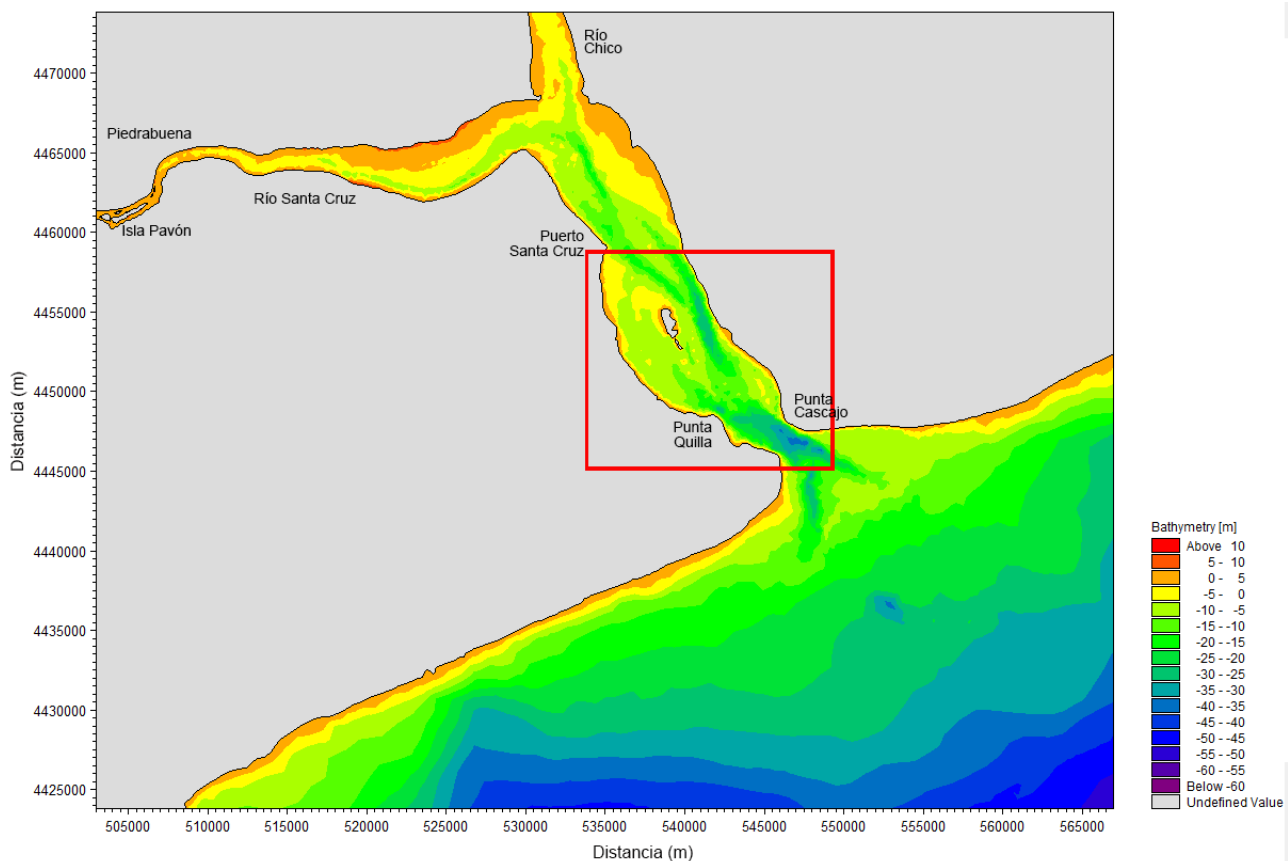 Río
Chico
Piedrabuena
Río Santa Cruz
Isla Pavón
Puerto
Santa Cruz
Punta
Cascajo
Punta
Quilla
4470000
4465000
4460000
4455000
4450000
4445000
4440000
4435000
4430000
4425000
Distancia (m)
505000 510000 515000 520000 525000 530000 535000 540000 545000 550000 555000 560000 565000
Distancia (m)
Bathymetry [m]
Above 10
5 - 10
0 - 5
-5 - 0
-10 - -5
-15 - -10
-20 - -15
-25 - -20
-30 - -25
-35 - -30
-40 - -35
-45 - -40
-50 - -45
-55 - -50
-60 - -55
Below -60
Undefined Value